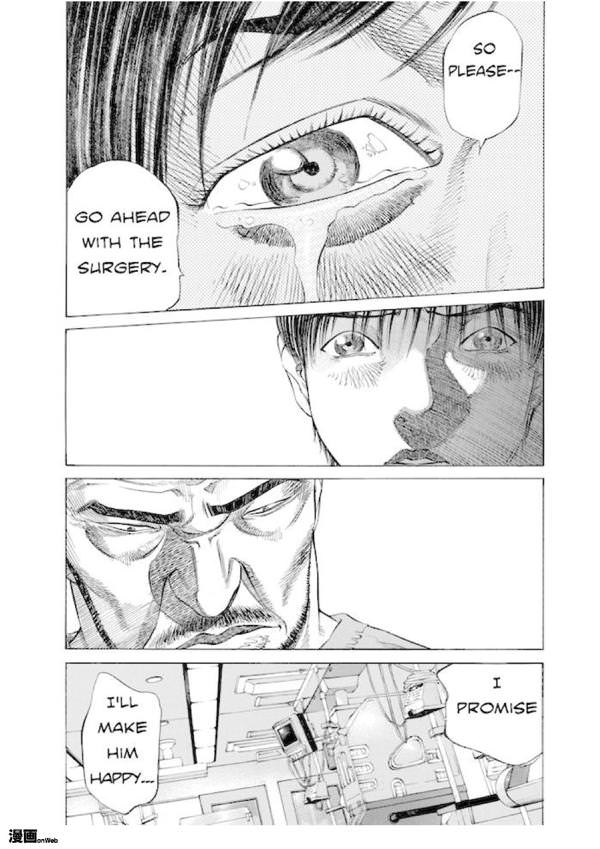 SO
PLEASE--
GO AHEAD
WITH THE
SURGERY.
I
PROMISE
I'LL
MAKE
HIM
HAPPY...
漫画onWeb